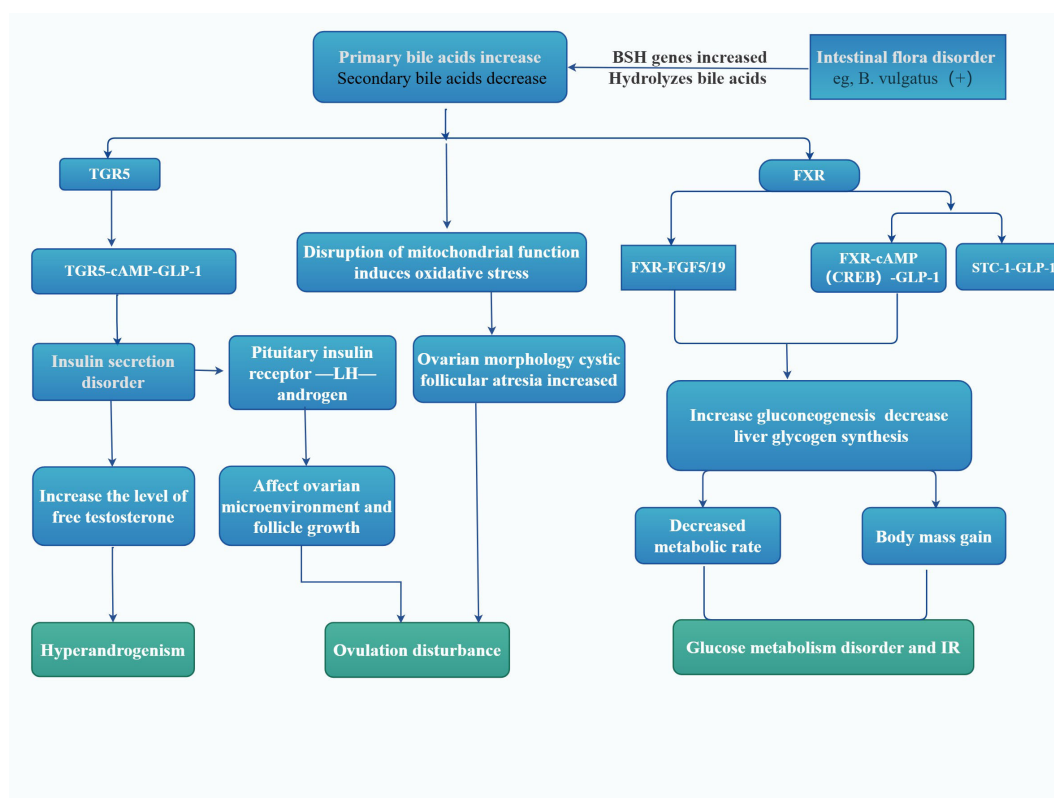 Primary bile acids increase
Secondary bile acids decrease
BSH genes increased
Hydrolyzes bile acids
Intestinal flora disorder
eg, B. vulgatus（+）
TGR5
FXR
TGR5-cAMP-GLP-1
Disruption of mitochondrial function
induces oxidative stress
FXR-FGF5/19
FXR-cAMP
（CREB）-GLP-1
STC-1-GLP-1
Insulin secretion
disorder
Pituitary insulin
receptor —LH—
androgen
Ovarian morphology cystic
follicular atresia increased
Increase gluconeogenesis decrease
liver glycogen synthesis
Increase the level of
free testosterone
Affect ovarian
microenvironment and
follicle growth
Decreased
metabolic rate
Body mass gain
Hyperandrogenism
Ovulation disturbance
Glucose metabolism disorder and IR